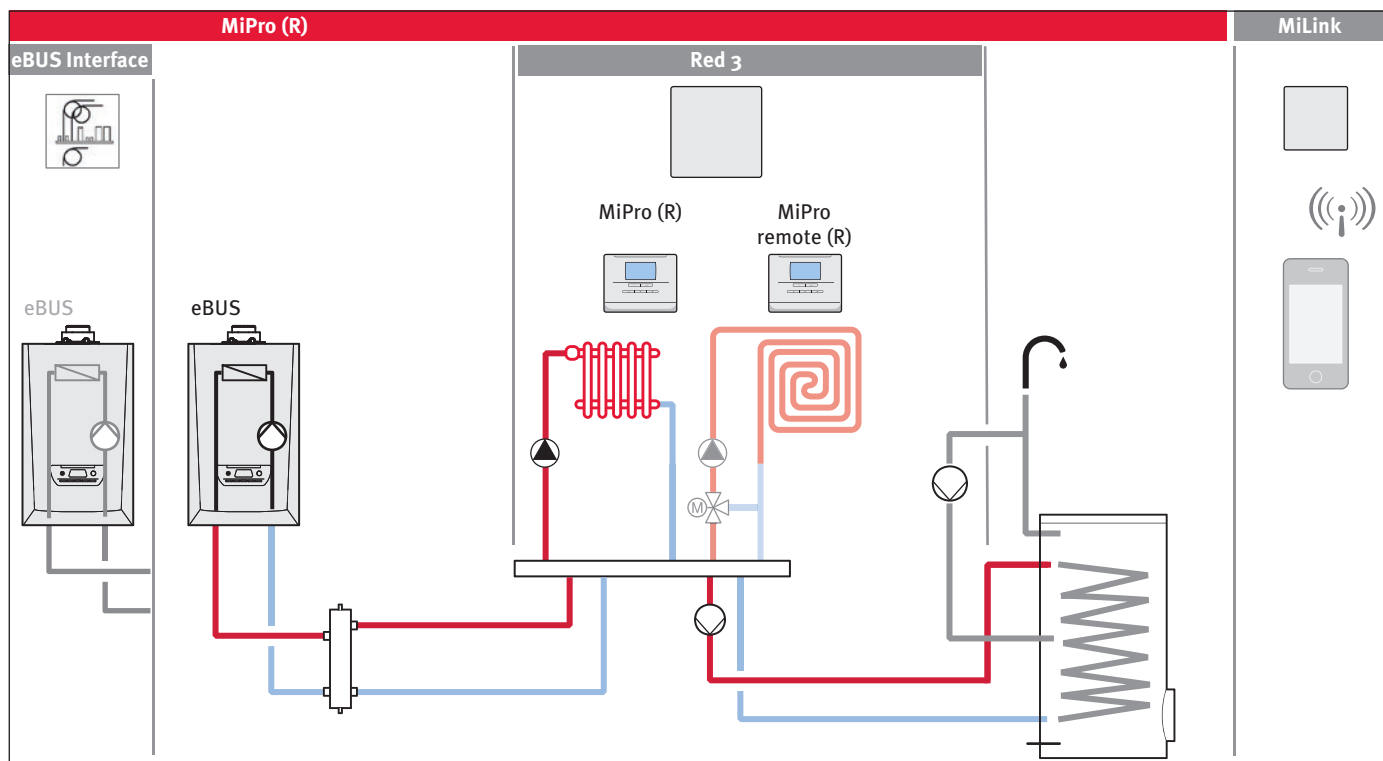 MiPro (R)
MiLink
eBUS Interface
Red 3
MiPro (R)
MiPro
remote (R)
eBUS
eBUS
M